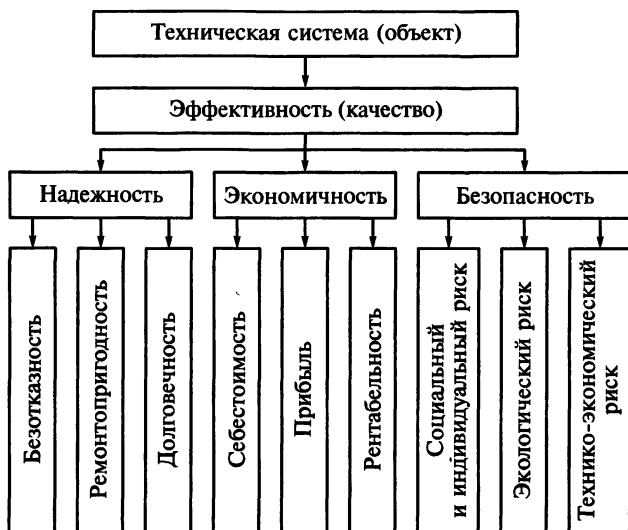 Техническая система (объект)
Эффективность (качество)
Надежность
Экономичность
Безопасность
Безотказность
Ремонтопригодность
Долговечность
Себестоимость
Прибыль
Рентабельность
Социальный
и индивидуальный риск
Экологический риск
Технико-экономический
риск